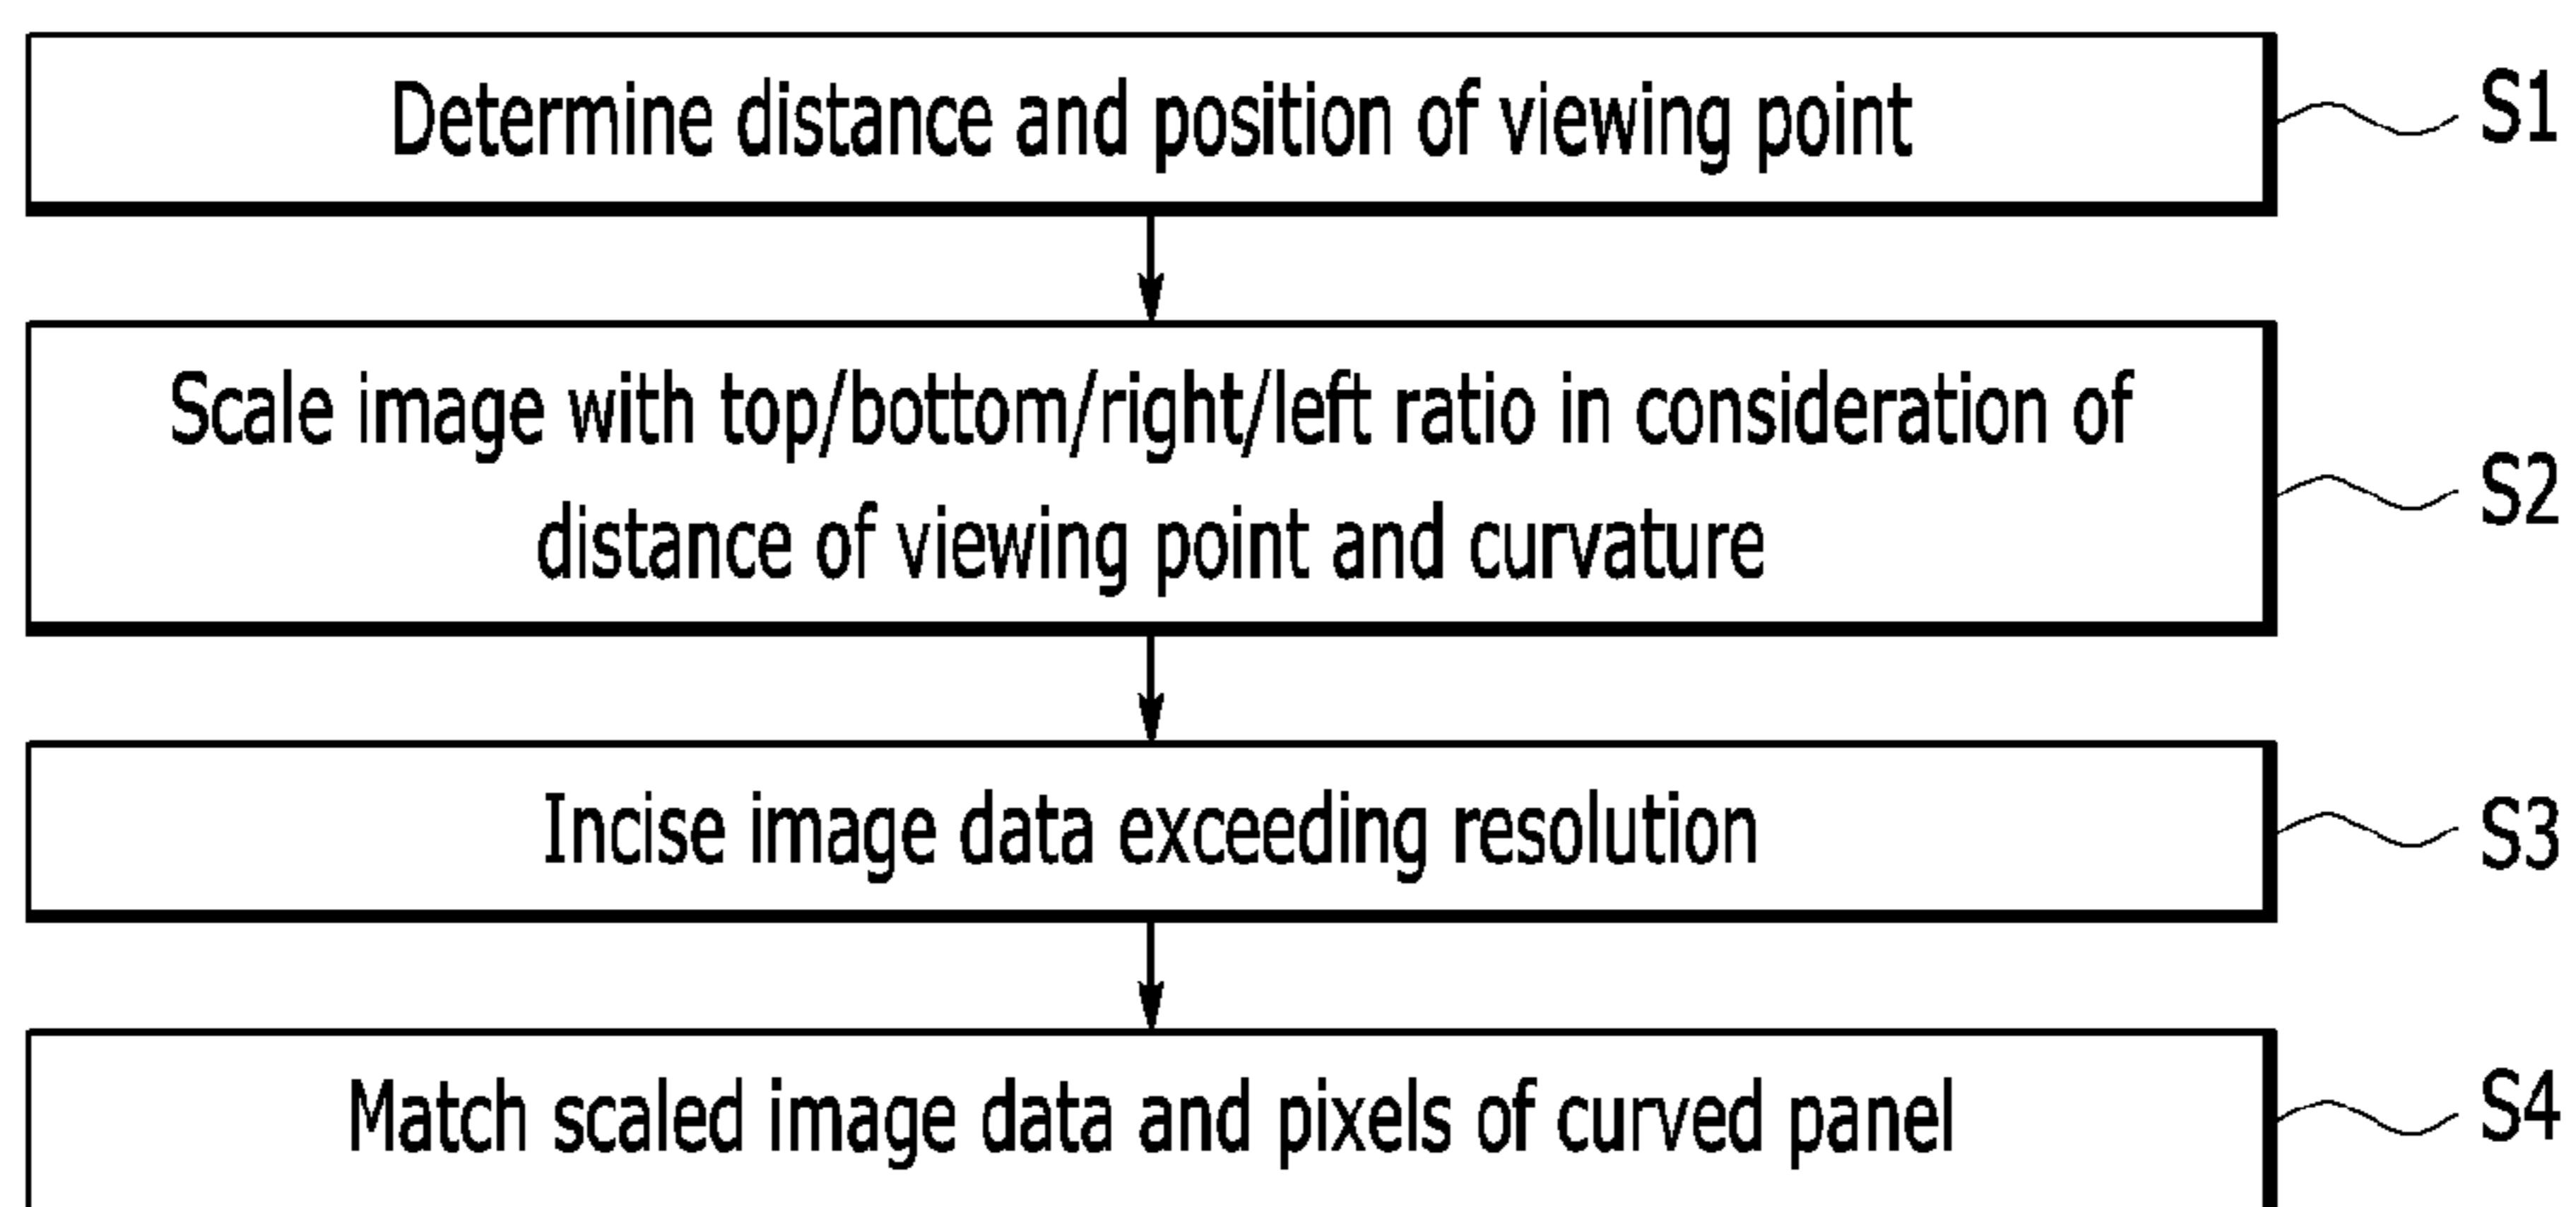 Determine distance and position of viewing point
S1
Scale image with top/bottom/right/left ratio in consideration of
distance of viewing point and curvature
S2
Incise image data exceeding resolution
S3
Match scaled image data and pixels of curved panel
S4